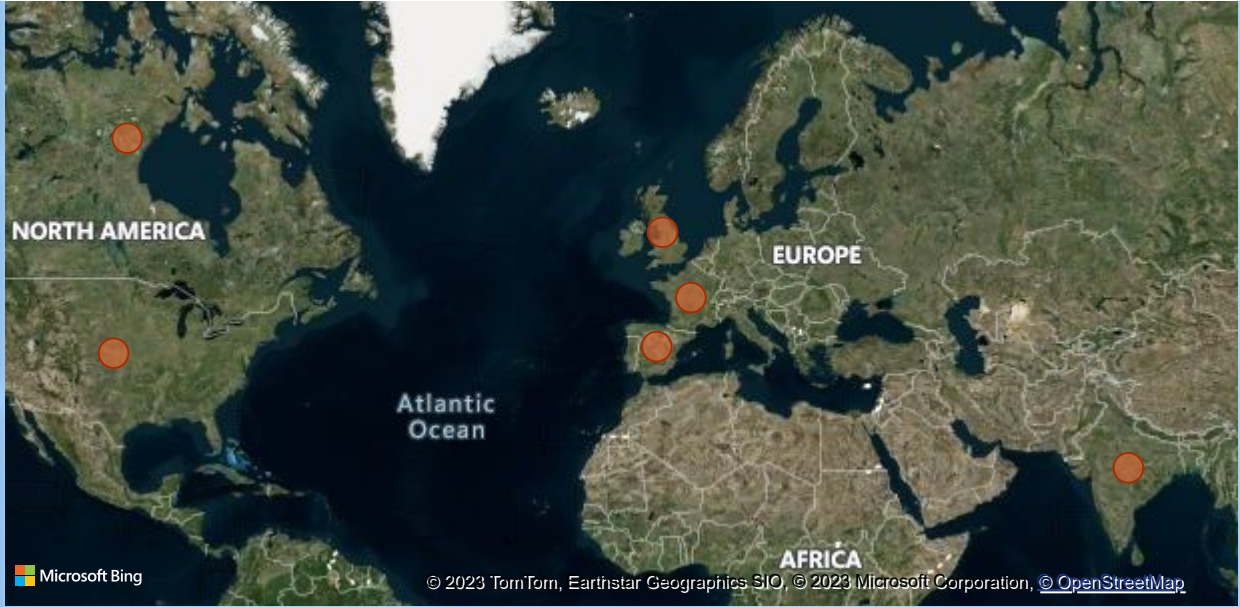 NORTH AMERICA
EUROPE
Atlantic
Ocean
AFRICA
Microsoft Bing
© 2023 TomTom, Earthstar Geographics SIO, © 2023 Microsoft Corporation, © OpenStreetMap